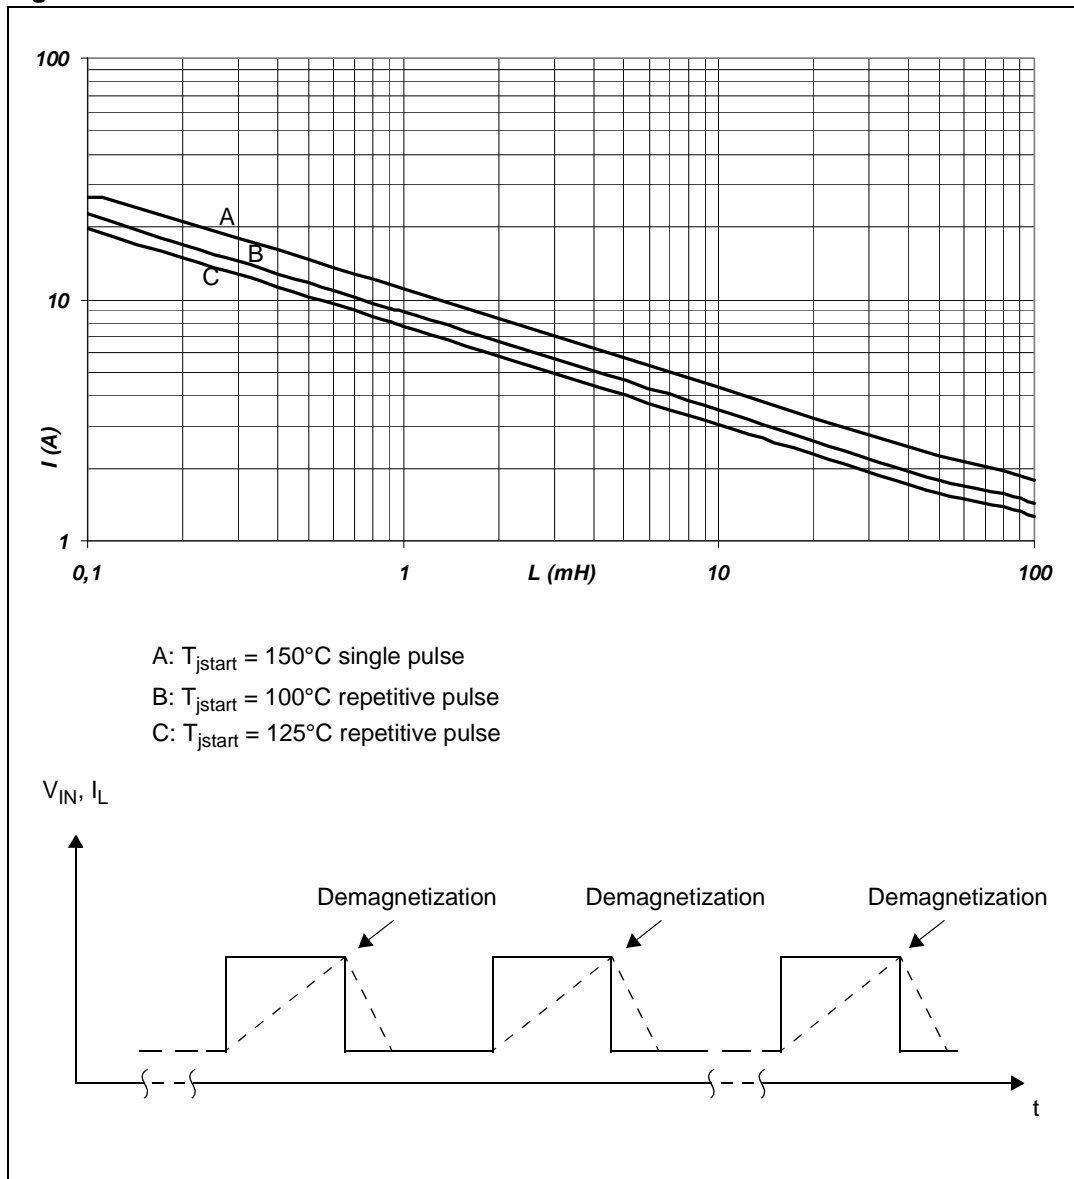 100
A
B
C
10
I (A)
1
0,1 1 L (mH) 10 100
A: Tjstart = 150°C single pulse
B: Tjstart = 100°C repetitive pulse
C: Tjstart = 125°C repetitive pulse
VIN, IL
Demagnetization Demagnetization Demagnetization
t